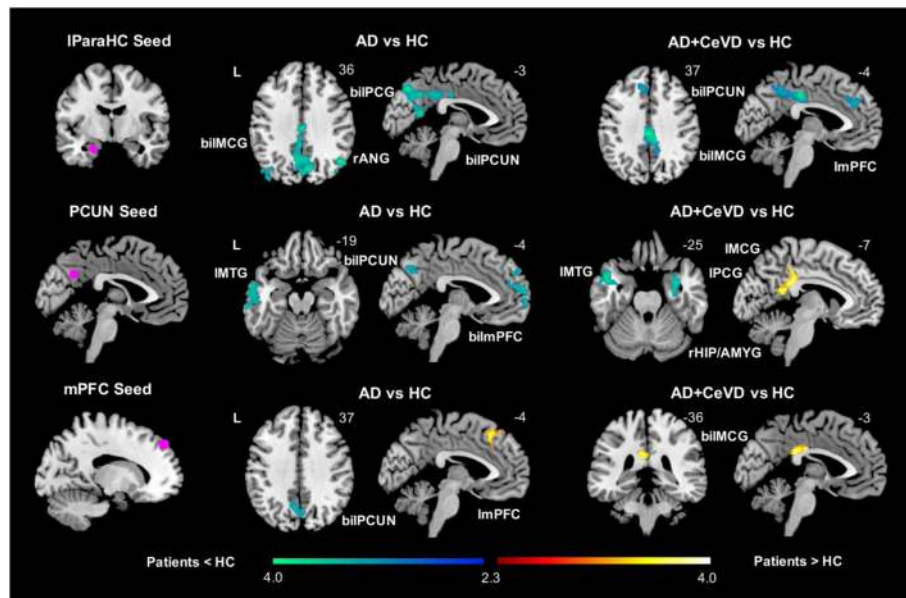 lParaHC Seed
AD vs HC
AD+CeVD vs HC
L
36
-3
37
-4
bilPCG
bilPCUN
bilMCG
rANG
bilPCUN
bilMCG
lmPFC
PCUN Seed
AD vs HC
AD+CeVD vs HC
L
-19
-4
-25
-7
bilPCUN
lMCG
lMTG
lMTG
lPCG
bilmPFC
rHIP/AMYG
mPFC Seed
AD vs HC
AD+CeVD vs HC
L
37
-4
-36
-3
bilMCG
bilPCUN
lmPFC
Patients < HC
Patients > HC
4.0
2.3
4.0